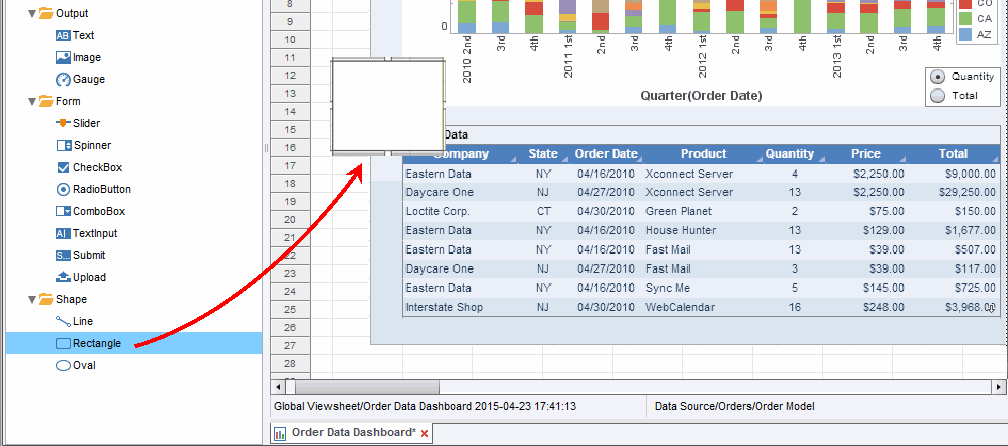 Output
Text
Image
Gauge
Form
Slider
Spinner
CheckBox
RadioButton
ComboBox
TextInput
Submit
Upload
Shape
Line
Rectangle
Oval
8
9
10
11
12
13
14
15
16
17
18
19
20
21
22
23
24
25
26
27
28
0
2010 2nd
3rd
4th
2011 1st
2nd
3rd
4th
2012 1st
2nd
3rd
4th
2013 1st
2nd
3rd
4th
Quarter(Order Date)
CO
CA
AZ
Quantity
Total
Data
Company State Order Date Product Quantity Price Total
Eastern Data NY 04/16/2010 Xconnect Server 4 $2,250.00 $9,000.00
Daycare One NJ 04/27/2010 Xconnect Server 13 $2,250.00 $29,250.00
Loctite Corp. CT 04/30/2010 Green Planet 2 $75.00 $150.00
Eastern Data NY 04/16/2010 House Hunter 13 $129.00 $1,677.00
Eastern Data NY 04/16/2010 Fast Mail 13 $39.00 $507.00
Daycare One NJ 04/27/2010 Fast Mail 3 $39.00 $117.00
Eastern Data NY 04/16/2010 Sync Me 5 $145.00 $725.00
Interstate Shop NJ 04/30/2010 WebCalendar 16 $248.00 $3,968.00
Global Viewsheet/Order Data Dashboard 2015-04-23 17:41:13 Data Source/Orders/Order Model
Order Data Dashboard*